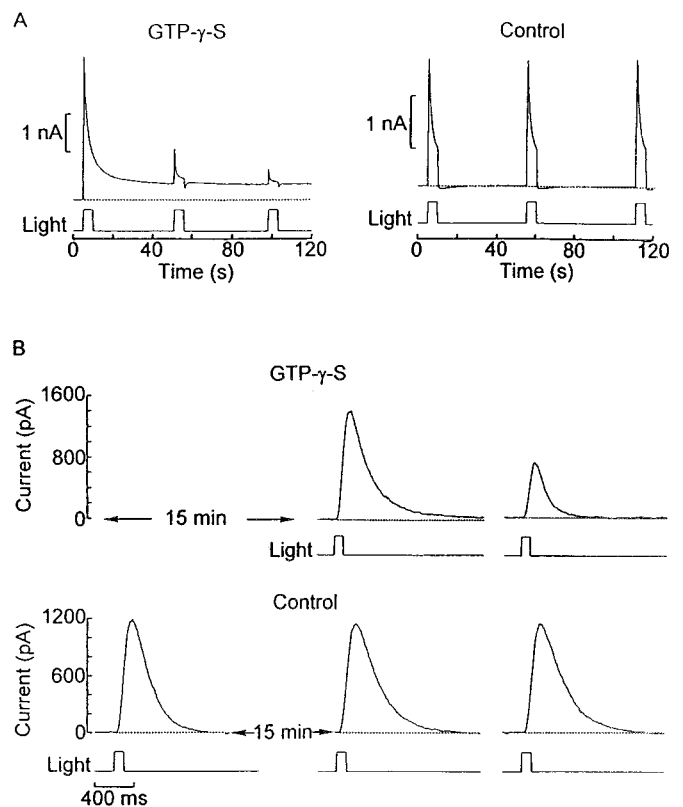 A
GTP-γ-S
Control
1 nA
1 nA
Light
Light
0 40 80 120
0 40 80 120
Time (s)
Time (s)
B
GTP-γ-S
1600
800
0
Current (pA)
15 min
Light
Control
1200
600
0
Current (pA)
15 min
Light
400 ms